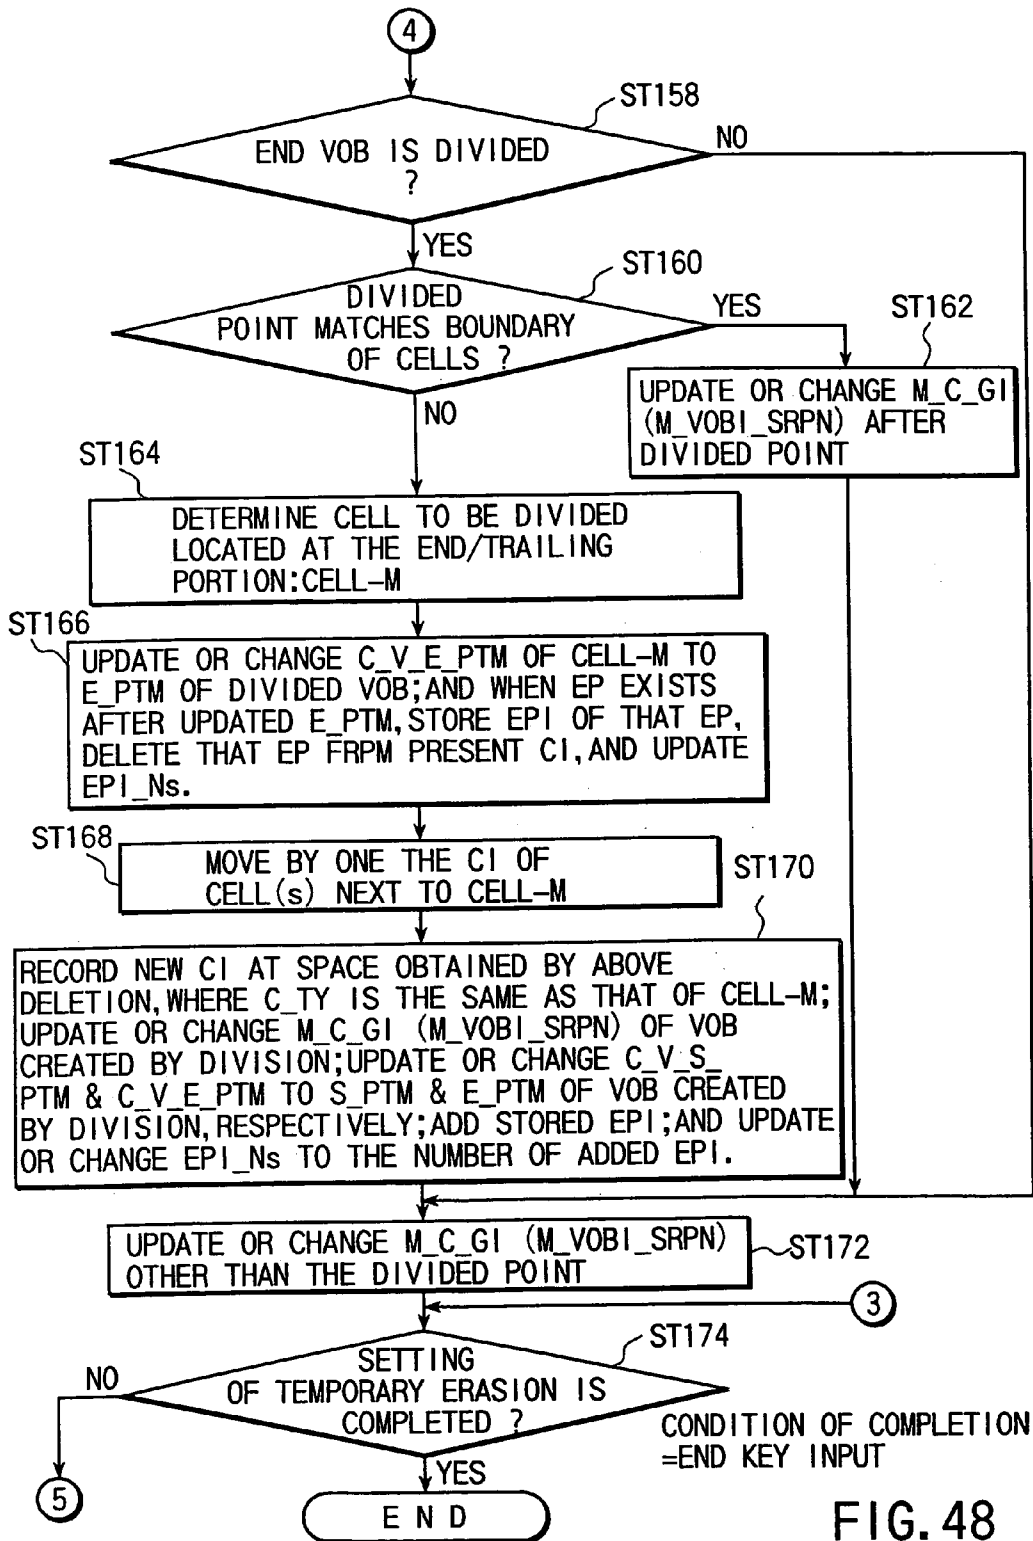 4
ST158
END VOB IS DIVIDED
?
NO
YES
ST160
DIVIDED
POINT MATCHES BOUNDARY
OF CELLS ?
YES
NO
ST162
UPDATE OR CHANGE M_C_GI
(M_VOBI_SRPN) AFTER
DIVIDED POINT
ST164
DETERMINE CELL TO BE DIVIDED
LOCATED AT THE END/TRAILING
PORTION:CELL-M
ST166
UPDATE OR CHANGE C_V_E_PTM OF CELL-M TO
E_PTM OF DIVIDED VOB;AND WHEN EP EXISTS
AFTER UPDATED E_PTM,STORE EPI OF THAT EP,
DELETE THAT EP FRPM PRESENT CI,AND UPDATE
EPI_Ns.
ST168
MOVE BY ONE THE CI OF
CELL(s) NEXT TO CELL-M
ST170
RECORD NEW CI AT SPACE OBTAINED BY ABOVE
DELETION,WHERE C_TY IS THE SAME AS THAT OF CELL-M;
UPDATE OR CHANGE M_C_GI (M_VOBI_SRPN) OF VOB
CREATED BY DIVISION;UPDATE OR CHANGE C_V_S_
PTM & C_V_E_PTM TO S_PTM & E_PTM OF VOB CREATED
BY DIVISION,RESPECTIVELY;ADD STORED EPI;AND UPDATE
OR CHANGE EPI_Ns TO THE NUMBER OF ADDED EPI.
UPDATE OR CHANGE M_C_GI (M_VOBI_SRPN)
OTHER THAN THE DIVIDED POINT
ST172
3
ST174
SETTING
OF TEMPORARY ERASION IS
COMPLETED ?
NO
YES
CONDITION OF COMPLETION
=END KEY INPUT
5
END
FIG.48